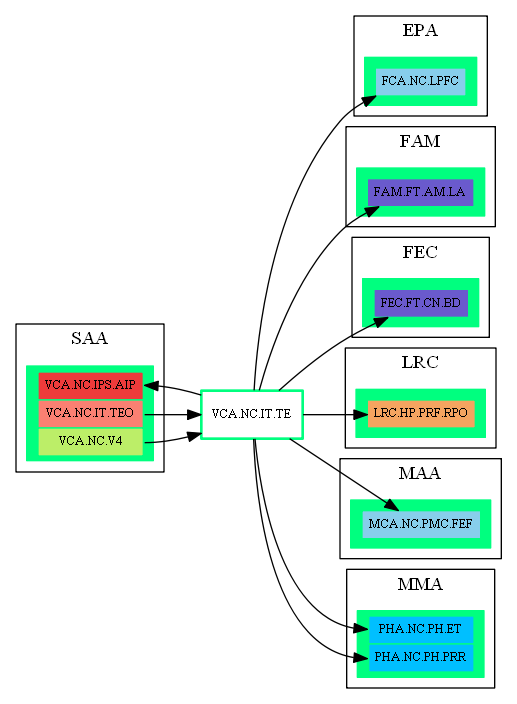 EPA
FCA.NC.LPFC
FAM
FAM.FT.AM.LA
FEC
FEC.FT.CN.BD
SAA
VCA.NC.IPS.AIP
VCA.NC.IT.TEO
VCA.NC.V4
VCA.NC.IT.TE
LRC
LRC.HP.PRF.RPO
MAA
MCA.NC.PMC.FEF
MMA
PHA.NC.PH.ET
PHA.NC.PH.PRR